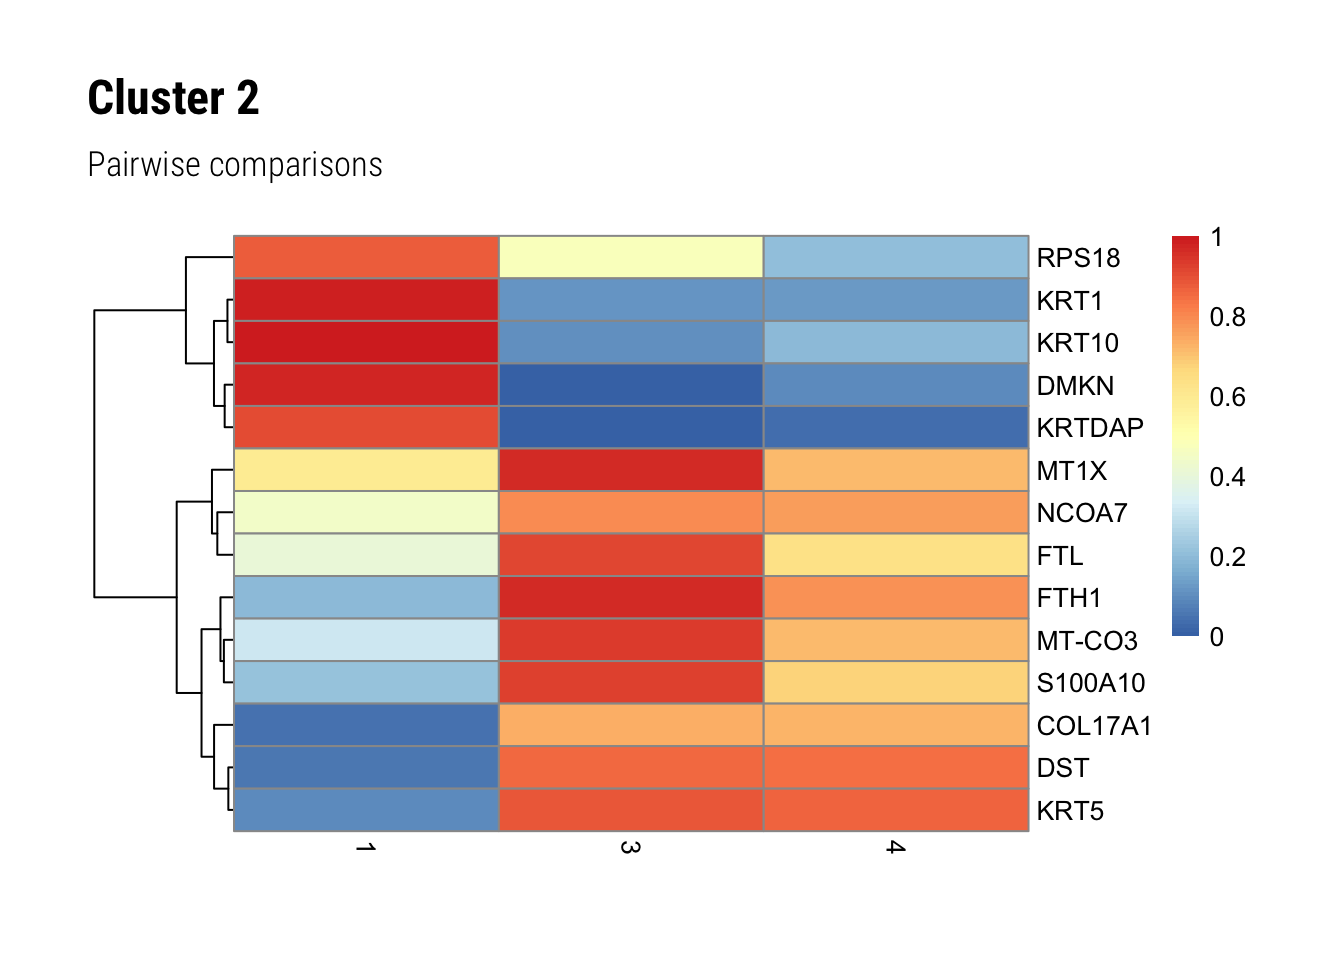 Cluster 2
Pairwise comparisons
RPS18
KRT1
KRT10
DMKN
KRTDAP
MT1X
NCOA7
FTL
FTH1
MT-CO3
S100A10
COL17A1
DST
KRT5
1
0.8
0.6
0.4
0.2
0
1
3
4